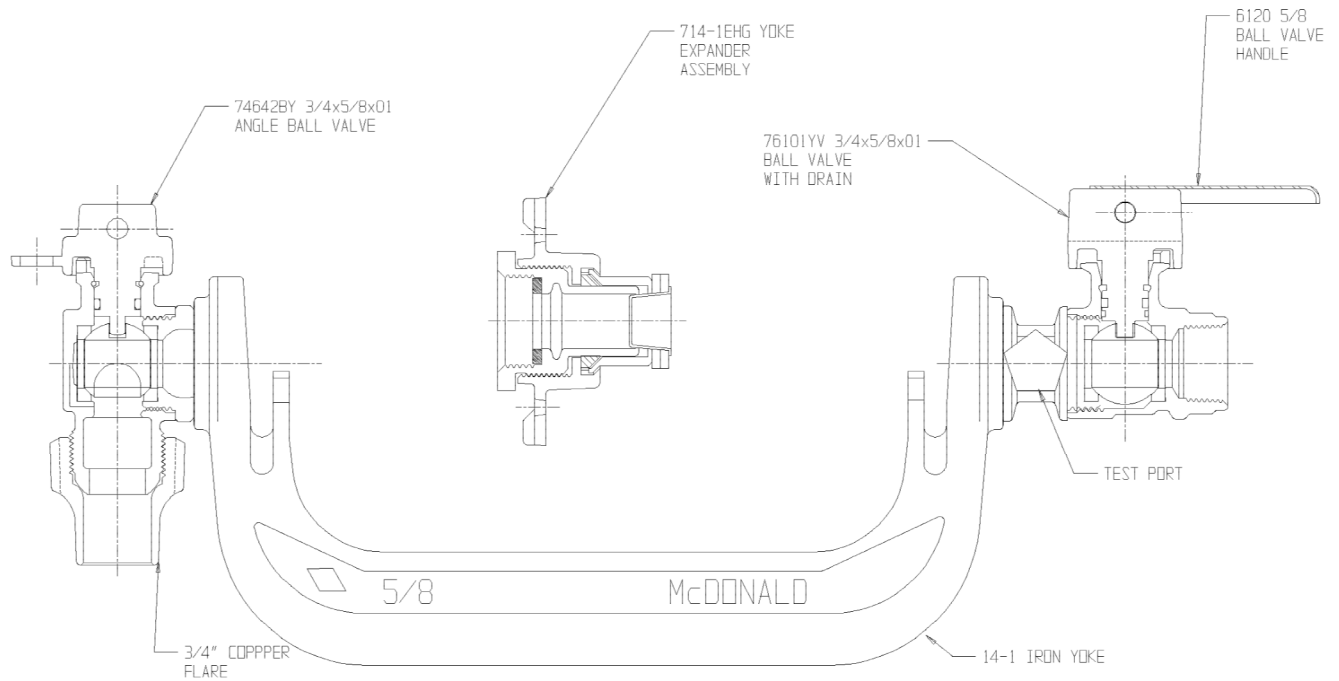 714-1EHG YOKE
EXPANDER
ASSEMBLY
6120 5/8
BALL VALVE
HANDLE
74642BY 3/4x5/8x01
ANGLE BALL VALVE
76101YV 3/4x5/8x01
BALL VALVE
WITH DRAIN
TEST PORT
5/8 McDONALD
3/4" COPPPER
FLARE
14-1 IRON YOKE